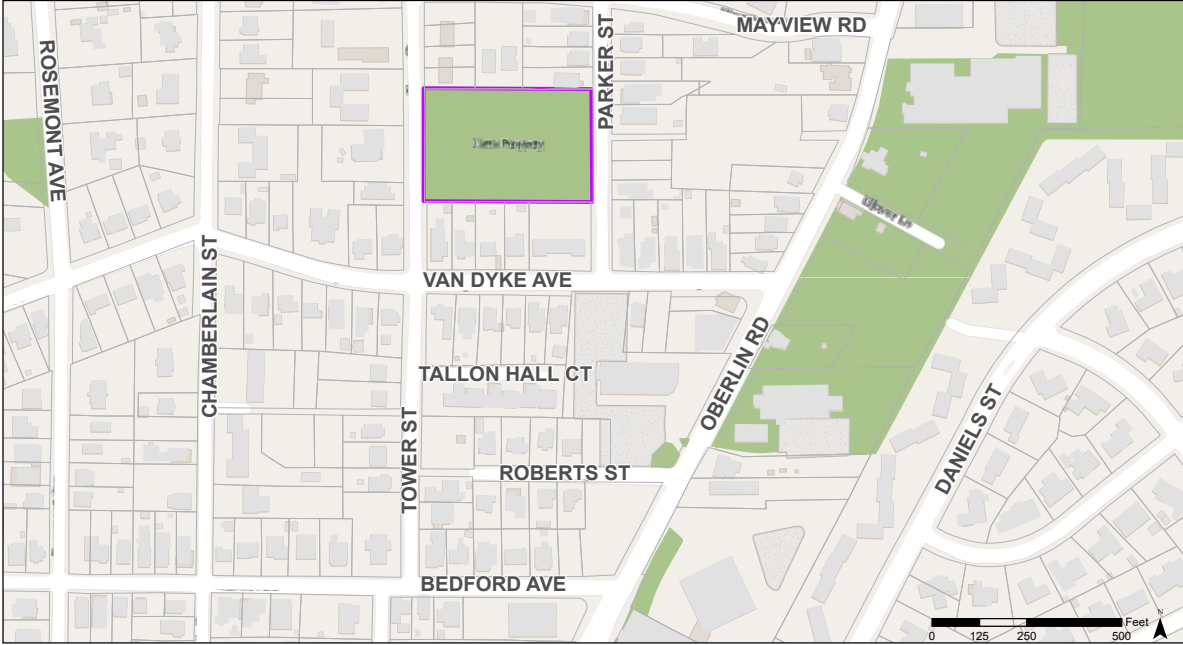 MAYVIEW RD
ROSEMONT AVE
PARKER ST
CHAMBERLAIN ST
VAN DYKE AVE
TALLON HALL CT
OBERLIN RD
TOWER ST
ROBERTS ST
DANIELS ST
BEDFORD AVE
N
Feet
0 125 250 500